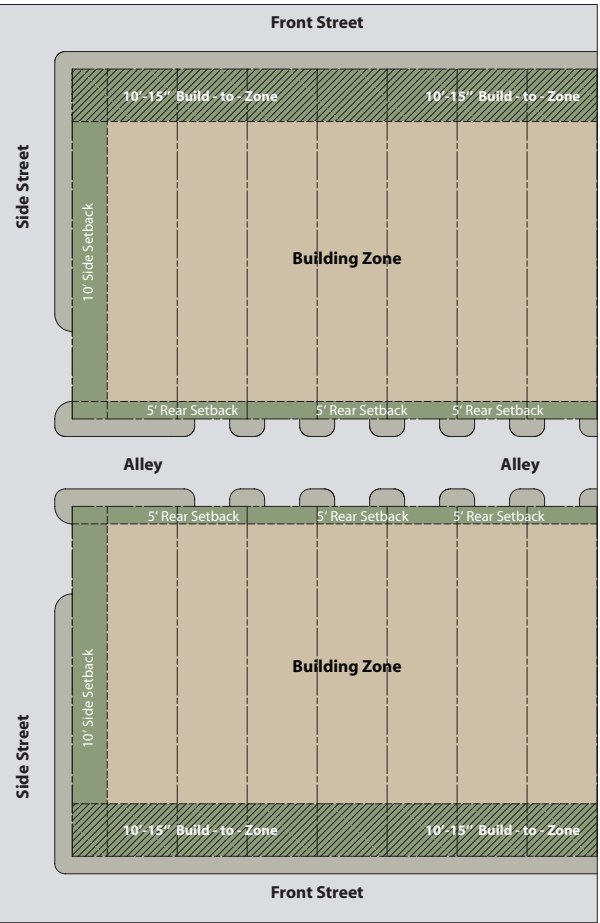 Front Street
10'-15" Build - to - Zone 10'-15" Build - to - Zone
Side Street
10' Side Setback
Building Zone
5' Rear Setback 5' Rear Setback 5' Rear Setback
Alley Alley
5' Rear Setback 5' Rear Setback 5' Rear Setback
Building Zone
10' Side Setback
Side Street
10'-15" Build - to - Zone 10'-15" Build - to - Zone
Front Street